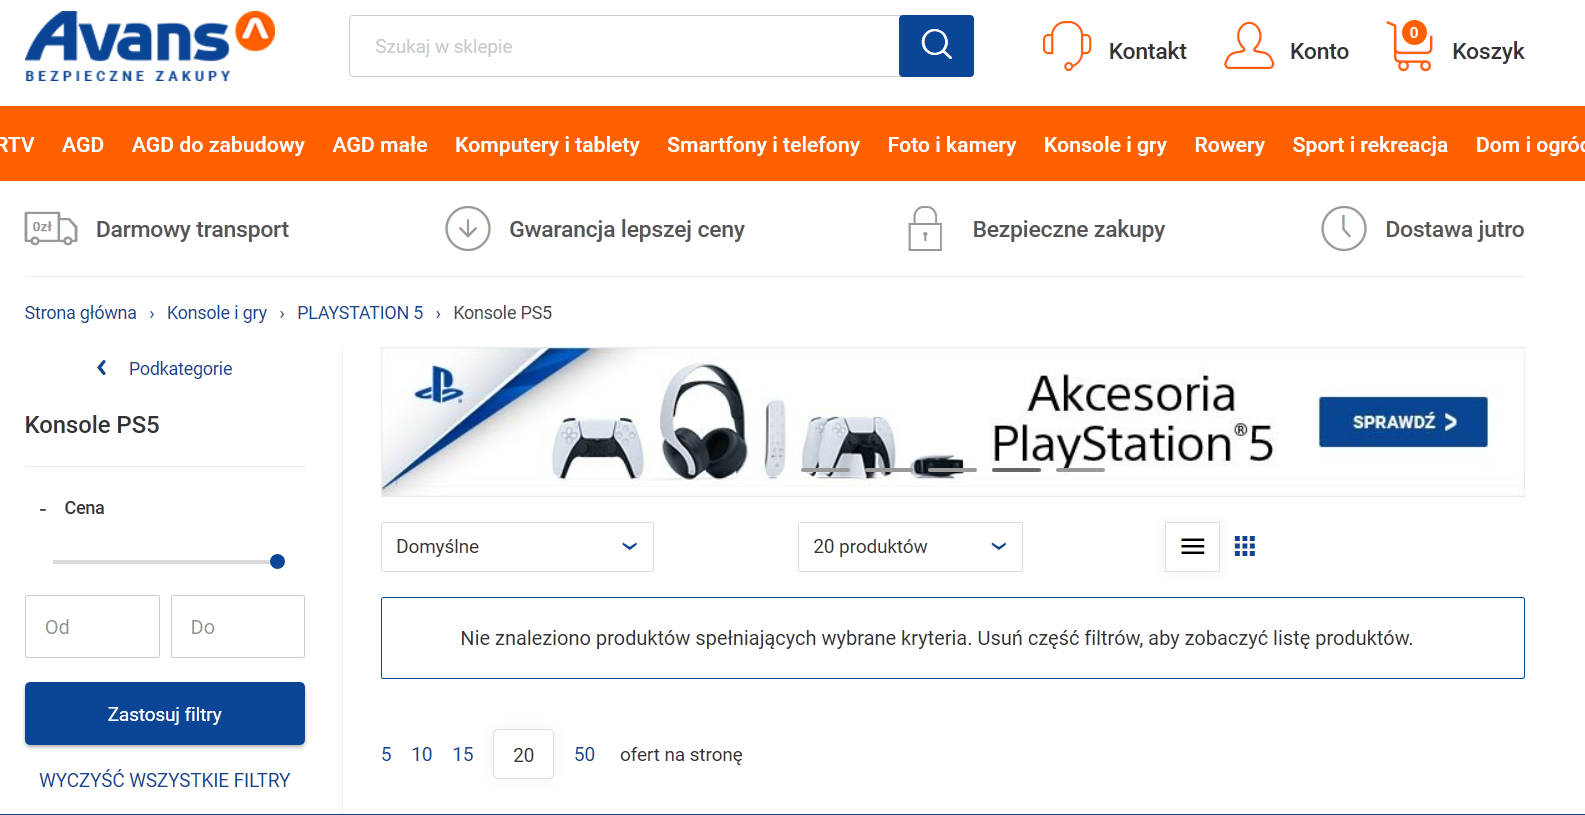 Avans
BEZPIECZNE ZAKUPY
Szukaj w sklepie
Kontakt
Konto
0
Koszyk
RTV AGD AGD do zabudowy AGD małe Komputery i tablety Smartfony i telefony Foto i kamery Konsole i gry Rowery Sport i rekreacja Dom i ogród
0zł Darmowy transport
Gwarancja lepszej ceny
Bezpieczne zakupy
Dostawa jutro
Strona główna › Konsole i gry › PLAYSTATION 5 › Konsole PS5
Podkategorie
Konsole PS5
- Cena
Od
Do
Zastosuj filtry
WYCZYŚĆ WSZYSTKIE FILTRY
Akcesoria
PlayStation®5
SPRAWDŹ
Domyślne
20 produktów
Nie znaleziono produktów spełniających wybrane kryteria. Usuń część filtrów, aby zobaczyć listę produktów.
5 10 15 20 50 ofert na stronę